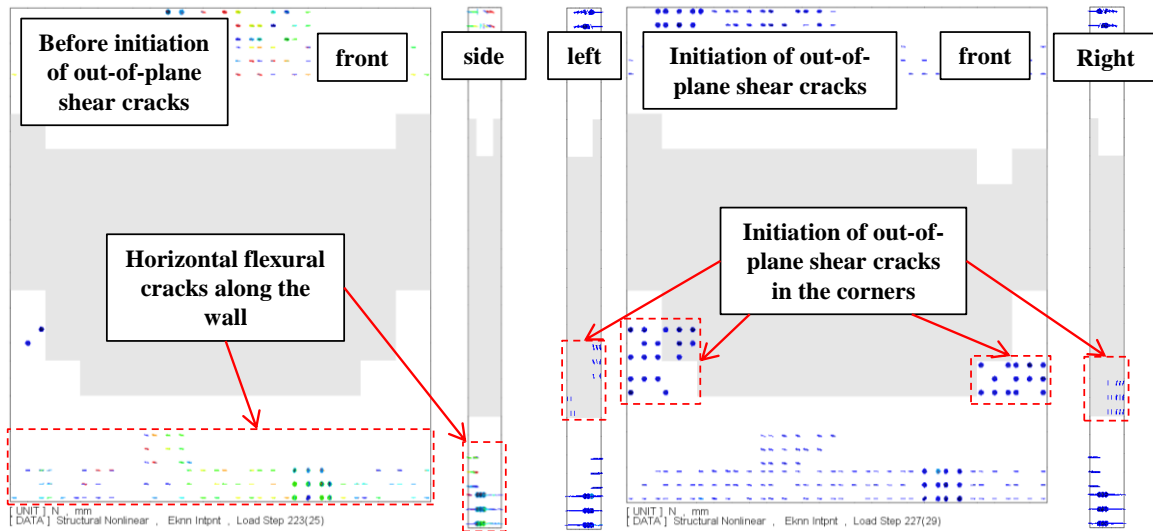 Before initiation
of out-of-plane
shear cracks
front
side
left
Initiation of out-of-
plane shear cracks
front
Right
Horizontal flexural
cracks along the
wall
Initiation of out-of-
plane shear cracks
in the corners
[ UNIT ] N , mm
[ DATA ] Structural Nonlinear , Eknn Intpnt , Load Step 223(25)
[ UNIT ] N , mm
[ DATA ] Structural Nonlinear , Eknn Intpnt , Load Step 227(29)